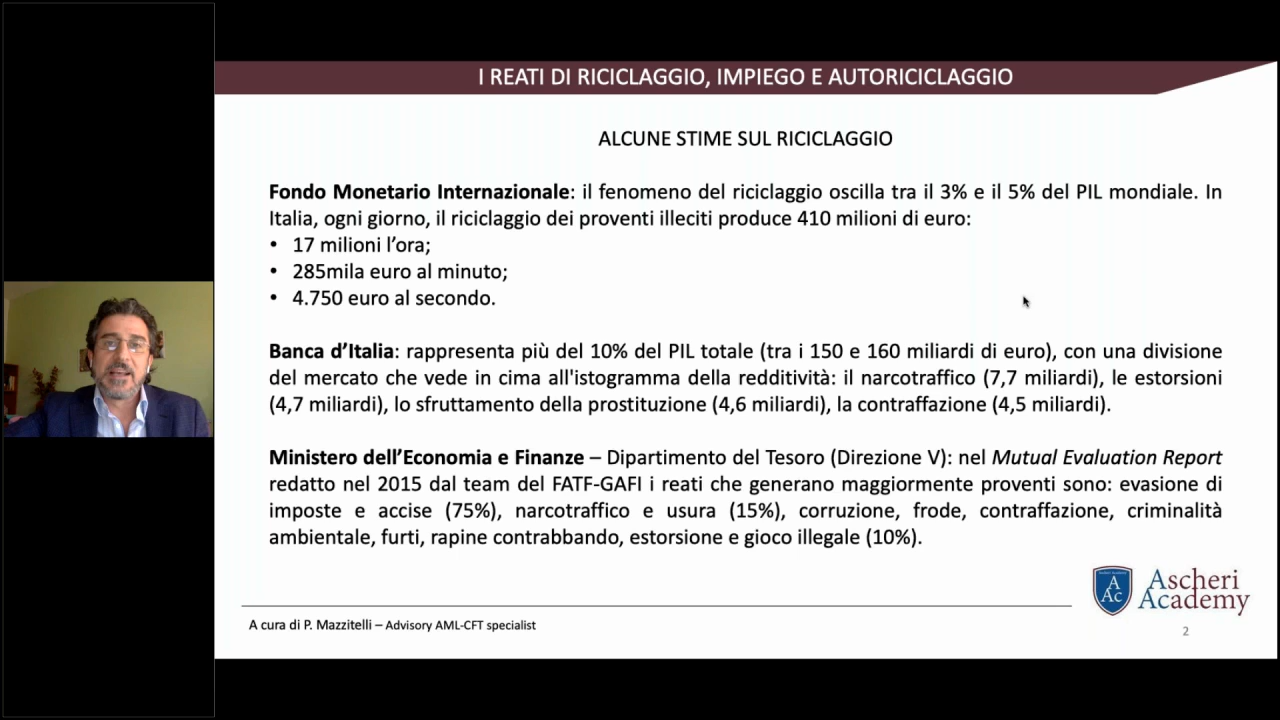 I REATI DI RICICLAGGIO, IMPIEGO E AUTORICICLAGGIO
ALCUNE STIME SUL RICICLAGGIO
Fondo Monetario Internazionale: il fenomeno del riciclaggio oscilla tra il 3% e il 5% del PIL mondiale. In
Italia, ogni giorno, il riciclaggio dei proventi illeciti produce 410 milioni di euro:
• 17 milioni l’ora;
• 285mila euro al minuto;
• 4.750 euro al secondo.
Banca d’Italia: rappresenta più del 10% del PIL totale (tra i 150 e 160 miliardi di euro), con una divisione
del mercato che vede in cima all'istogramma della redditività: il narcotraffico (7,7 miliardi), le estorsioni
(4,7 miliardi), lo sfruttamento della prostituzione (4,6 miliardi), la contraffazione (4,5 miliardi).
Ministero dell’Economia e Finanze – Dipartimento del Tesoro (Direzione V): nel Mutual Evaluation Report
redatto nel 2015 dal team del FATF-GAFI i reati che generano maggiormente proventi sono: evasione di
imposte e accise (75%), narcotraffico e usura (15%), corruzione, frode, contraffazione, criminalità
ambientale, furti, rapine contrabbando, estorsione e gioco illegale (10%).
A
Ac
Ascheri
Academy
A cura di P. Mazzitelli – Advisory AML-CFT specialist
2